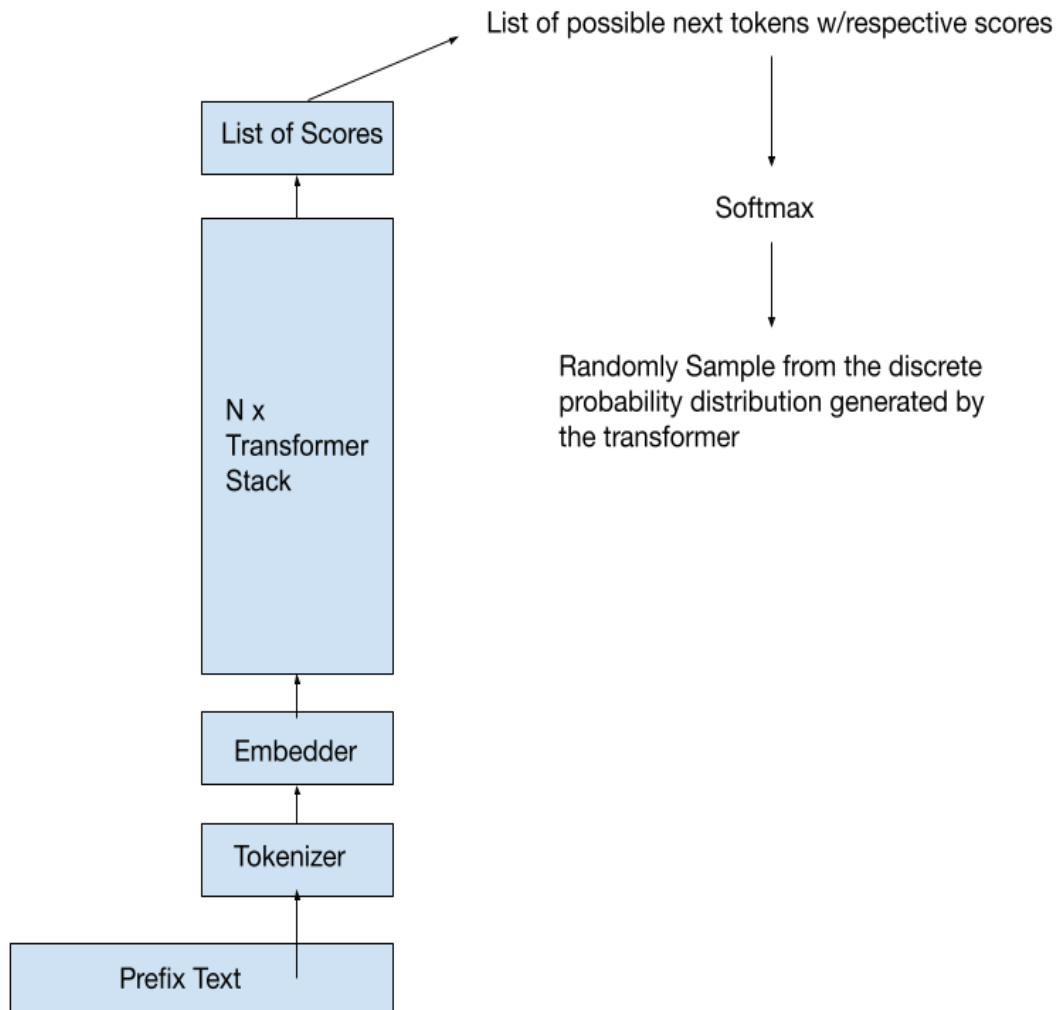 List of possible next tokens w/respective scores
List of Scores
Softmax
Randomly Sample from the discrete
probability distribution generated by
the transformer
N x
Transformer
Stack
Embedder
Tokenizer
Prefix Text